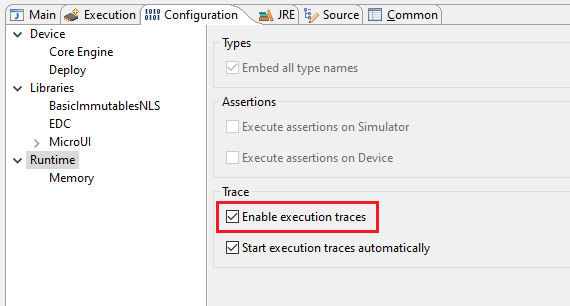 Main Execution Configuration JRE Source Common
Device
Core Engine
Deploy
Libraries
BasicImmutablesNLS
EDC
MicroUI
Runtime
Memory
Types
Embed all type names
Assertions
Execute assertions on Simulator
Execute assertions on Device
Trace
Enable execution traces
Start execution traces automatically